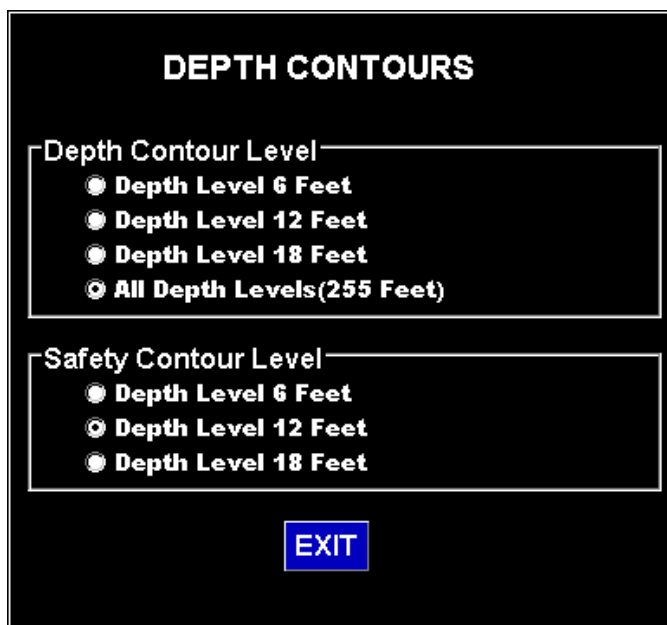 DEPTH CONTOURS
Depth Contour Level
Depth Level 6 Feet
Depth Level 12 Feet
Depth Level 18 Feet
All Depth Levels(255 Feet)
Safety Contour Level
Depth Level 6 Feet
Depth Level 12 Feet
Depth Level 18 Feet
EXIT